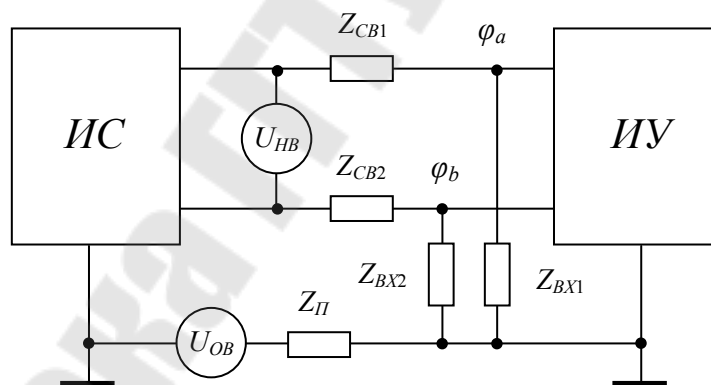 Z_СВ1
φ_a
ИС
U_НВ
ИУ
Z_СВ2
φ_b
Z_ВХ2
Z_ВХ1
Z_П
U_ОВ